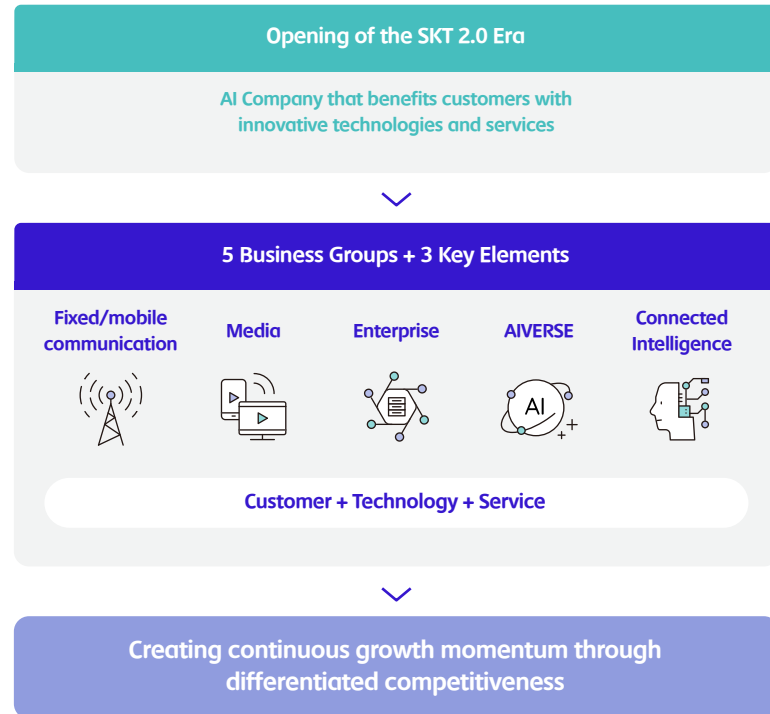 Opening of the SKT 2.0 Era
AI Company that benefits customers with
innovative technologies and services
5 Business Groups + 3 Key Elements
Fixed/mobile
communication
Media
Enterprise
AIVERSE
Connected
Intelligence
AI
Customer + Technology + Service
Creating continuous growth momentum through
differentiated competitiveness